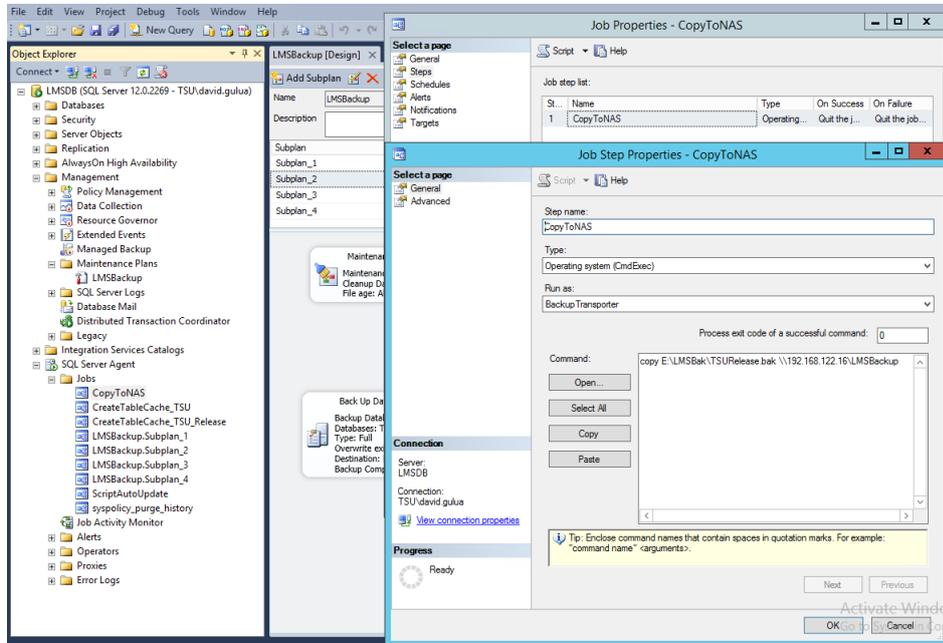 File Edit View Project Debug Tools Window Help
New Query
Object Explorer
Connect
LMSDB (SQL Server 12.0.2269 - TSU\david.gulua)
Databases
Security
Server Objects
Replication
AlwaysOn High Availability
Management
Policy Management
Data Collection
Resource Governor
Extended Events
Managed Backup
Maintenance Plans
LMSBackup
SQL Server Logs
Database Mail
Distributed Transaction Coordinator
Legacy
Integration Services Catalogs
SQL Server Agent
Jobs
CopyToNAS
CreateTableCache_TSU
CreateTableCache_TSU_Release
LMSBackup.Subplan_1
LMSBackup.Subplan_2
LMSBackup.Subplan_3
LMSBackup.Subplan_4
ScriptAutoUpdate
syspolicy_purge_history
Job Activity Monitor
Alerts
Operators
Proxies
Error Logs
LMSBackup [Design]
Add Subplan
Name LMSBackup
Description
Subplan
Subplan_1
Subplan_2
Subplan_3
Subplan_4
Maintenar
Maintenan
Cleanup Da
File age: A
Back Up Da
Backup Datal
Databases: T
Type: Full
Overwrite ex
Destination:
Backup Comp
Job Properties - CopyToNAS
Select a page
General
Steps
Schedules
Alerts
Notifications
Targets
Script Help
Job step list:
St... Name Type On Success On Failure
1 CopyToNAS Operating... Quit the j... Quit the job...
Job Step Properties - CopyToNAS
Select a page
General
Advanced
Script Help
Step name:
CopyToNAS
Type:
Operating system (CmdExec)
Run as:
BackupTransporter
Process exit code of a successful command: 0
Command:
copy E:\LMSBak\TSURelease.bak \\192.168.122.16\LMSBackup
Open...
Select All
Copy
Paste
Connection
Server:
LMSDB
Connection:
TSU\david.gulua
View connection properties
Progress
Ready
Tip: Enclose command names that contain spaces in quotation marks. For example:
"command name" <arguments>.
Next Previous
Activate Windo
Go to System in Co
OK Cancel